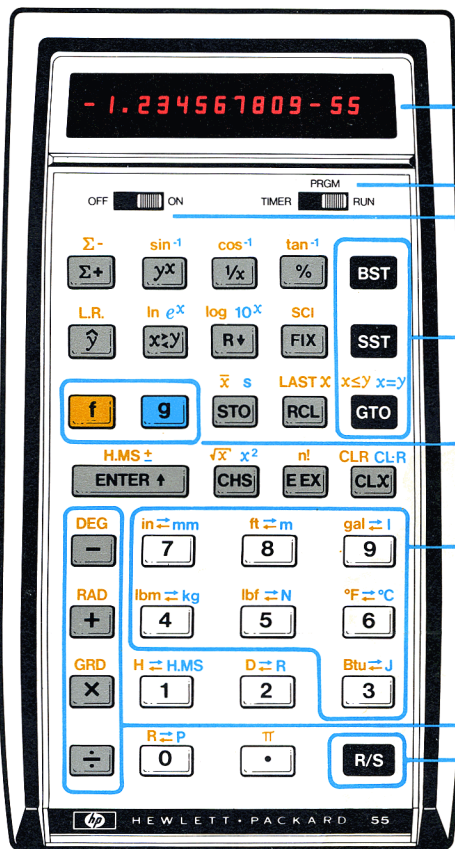 -1.234567809-55
PRGM
OFF ON TIMER RUN
Σ- sin⁻¹ cos⁻¹ tan⁻¹
Σ+ yˣ 1/x % BST
L.R. ln eˣ log 10ˣ SCI
ŷ x⇄y R↓ FIX SST
x̄ s LAST X x≤y x=y
f g STO RCL GTO
H.MS ± √x x² n! CLR CL·R
ENTER ↑ CHS E EX CLX
DEG in⇄mm ft⇄m gal⇄l
− 7 8 9
RAD lbm⇄kg lbf⇄N °F⇄°C
+ 4 5 6
GRD H⇄H.MS D⇄R Btu⇄J
× 1 2 3
R⇄P π
÷ 0 · R/S
hp HEWLETT·PACKARD 55